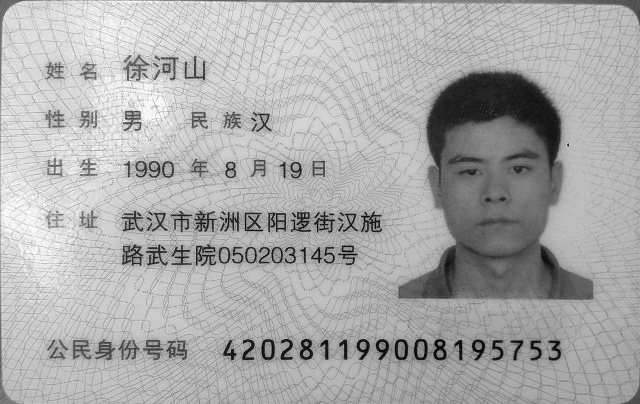 姓名 徐河山
性别 男 民族 汉
出生 1990 年 8 月 19 日
住址 武汉市新洲区阳逻街汉施
路武生院050203145号
公民身份号码 420281199008195753